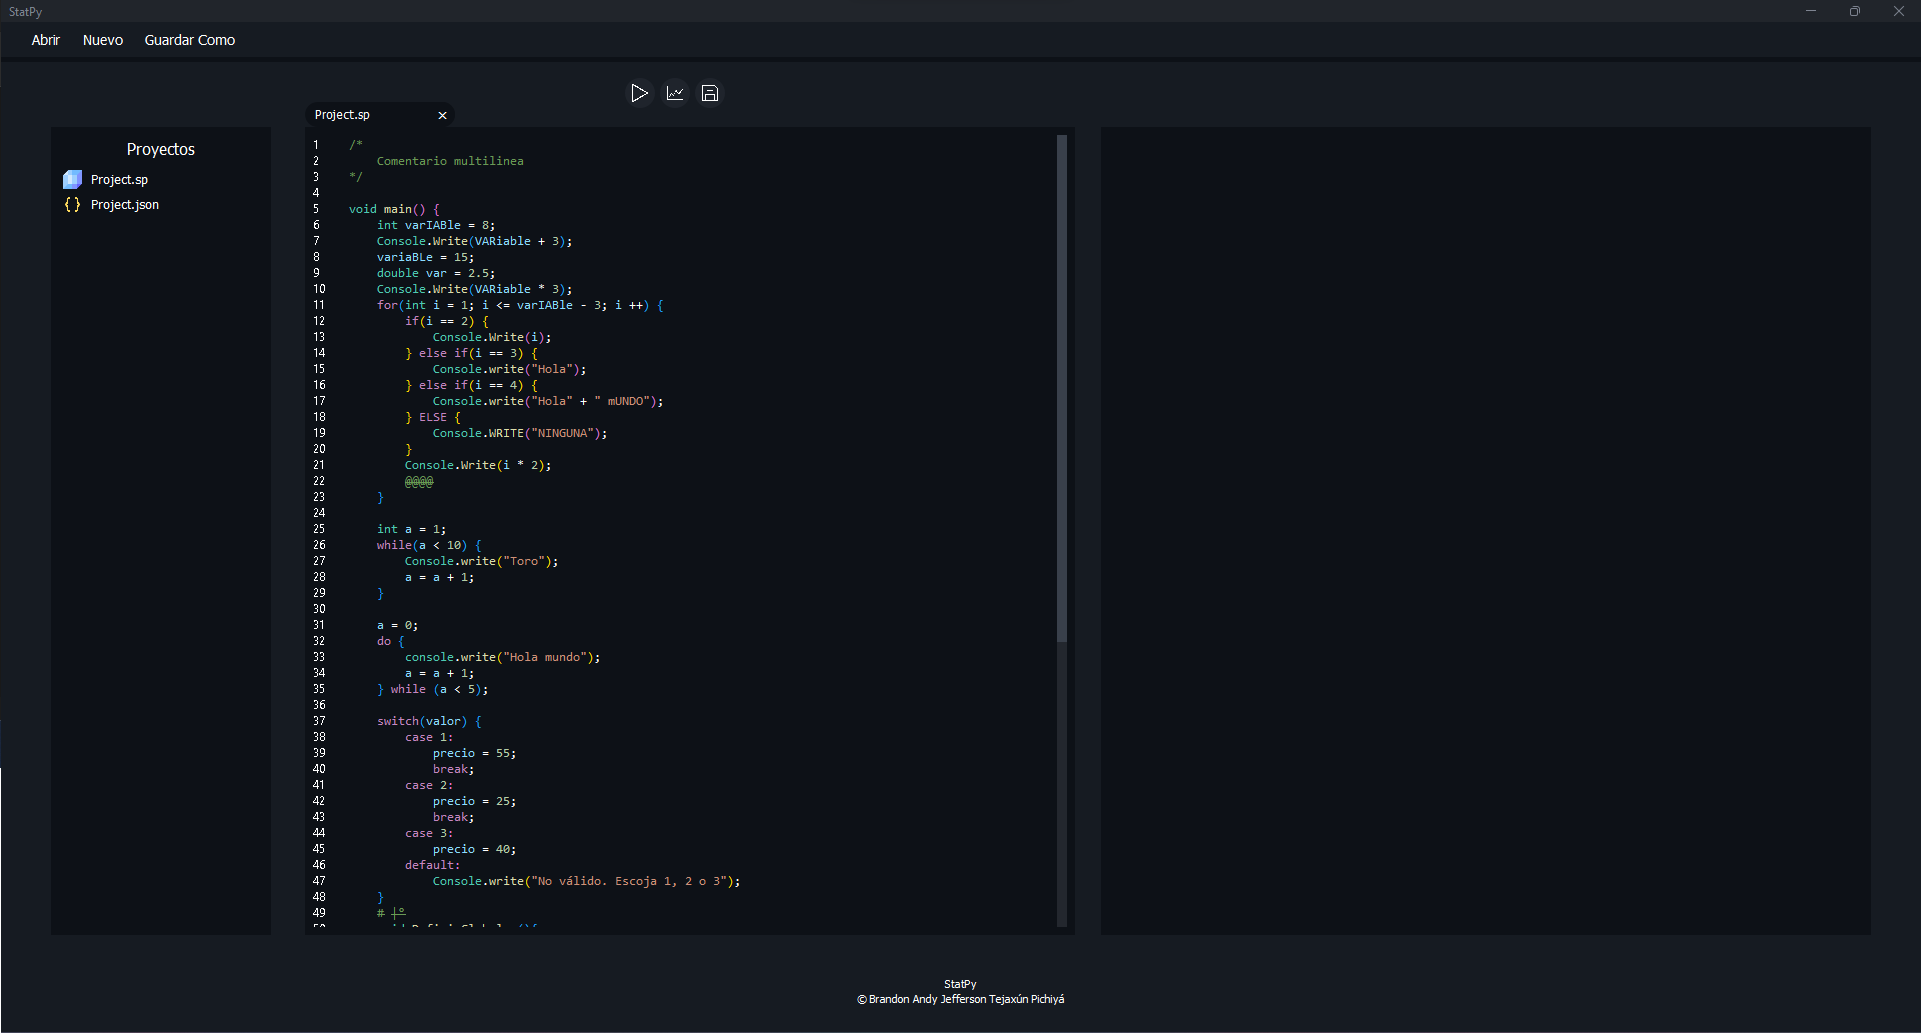 StatPy
Abrir Nuevo Guardar Como
Project.sp
Proyectos
Project.sp
Project.json
1 /*
2 Comentario multilinea
3 */
4
5 void main() {
6 int varIABle = 8;
7 Console.Write(VARiable + 3);
8 variaBLe = 15;
9 double var = 2.5;
10 Console.Write(VARiable * 3);
11 for(int i = 1; i <= varIABle - 3; i ++) {
12 if(i == 2) {
13 Console.Write(i);
14 } else if(i == 3) {
15 Console.write("Hola");
16 } else if(i == 4) {
17 Console.write("Hola" + " mUNDO");
18 } ELSE {
19 Console.WRITE("NINGUNA");
20 }
21 Console.Write(i * 2);
22 @@@@
23 }
24
25 int a = 1;
26 while(a < 10) {
27 Console.write("Toro");
28 a = a + 1;
29 }
30
31 a = 0;
32 do {
33 console.write("Hola mundo");
34 a = a + 1;
35 } while (a < 5);
36
37 switch(valor) {
38 case 1:
39 precio = 55;
40 break;
41 case 2:
42 precio = 25;
43 break;
44 case 3:
45 precio = 40;
46 default:
47 Console.write("No válido. Escoja 1, 2 o 3");
48 }
49 # |°
StatPy
© Brandon Andy Jefferson Tejaxún Pichiyá